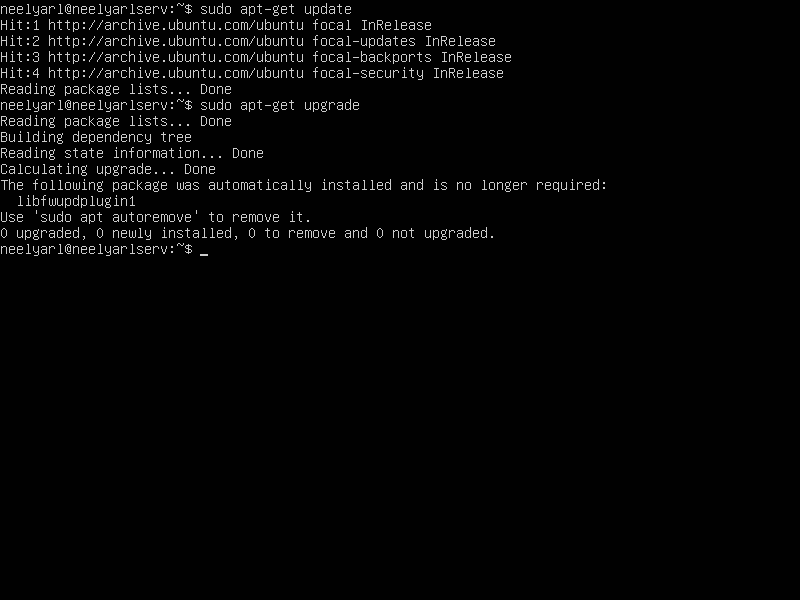 neelyarl@neelyarlserv:~$ sudo apt-get update
Hit:1 http://archive.ubuntu.com/ubuntu focal InRelease
Hit:2 http://archive.ubuntu.com/ubuntu focal-updates InRelease
Hit:3 http://archive.ubuntu.com/ubuntu focal-backports InRelease
Hit:4 http://archive.ubuntu.com/ubuntu focal-security InRelease
Reading package lists... Done
neelyarl@neelyarlserv:~$ sudo apt-get upgrade
Reading package lists... Done
Building dependency tree
Reading state information... Done
Calculating upgrade... Done
The following package was automatically installed and is no longer required:
  libfwupdplugin1
Use 'sudo apt autoremove' to remove it.
0 upgraded, 0 newly installed, 0 to remove and 0 not upgraded.
neelyarl@neelyarlserv:~$ _